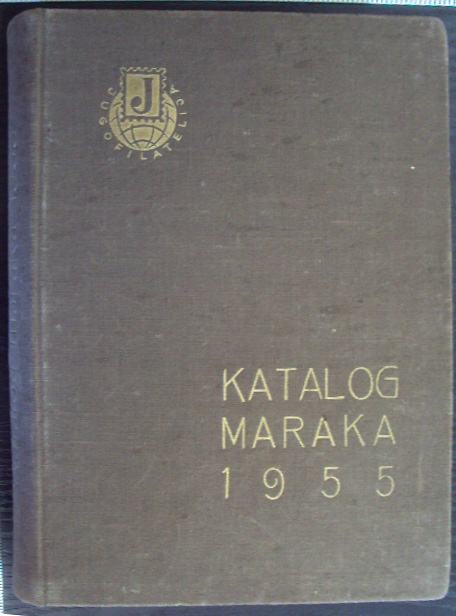 J
JUGOFILATELIJA
KATALOG
MARAKA
1955